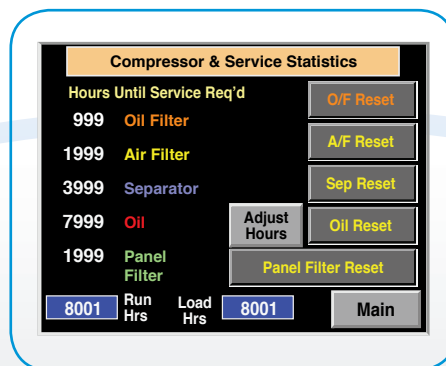 Compressor & Service Statistics
Hours Until Service Req'd
O/F Reset
999 Oil Filter
A/F Reset
1999 Air Filter
3999 Separator
Sep Reset
7999 Oil
Adjust
Hours
Oil Reset
1999 Panel
Filter
Panel Filter Reset
8001 Run
Hrs
Load
Hrs
8001
Main